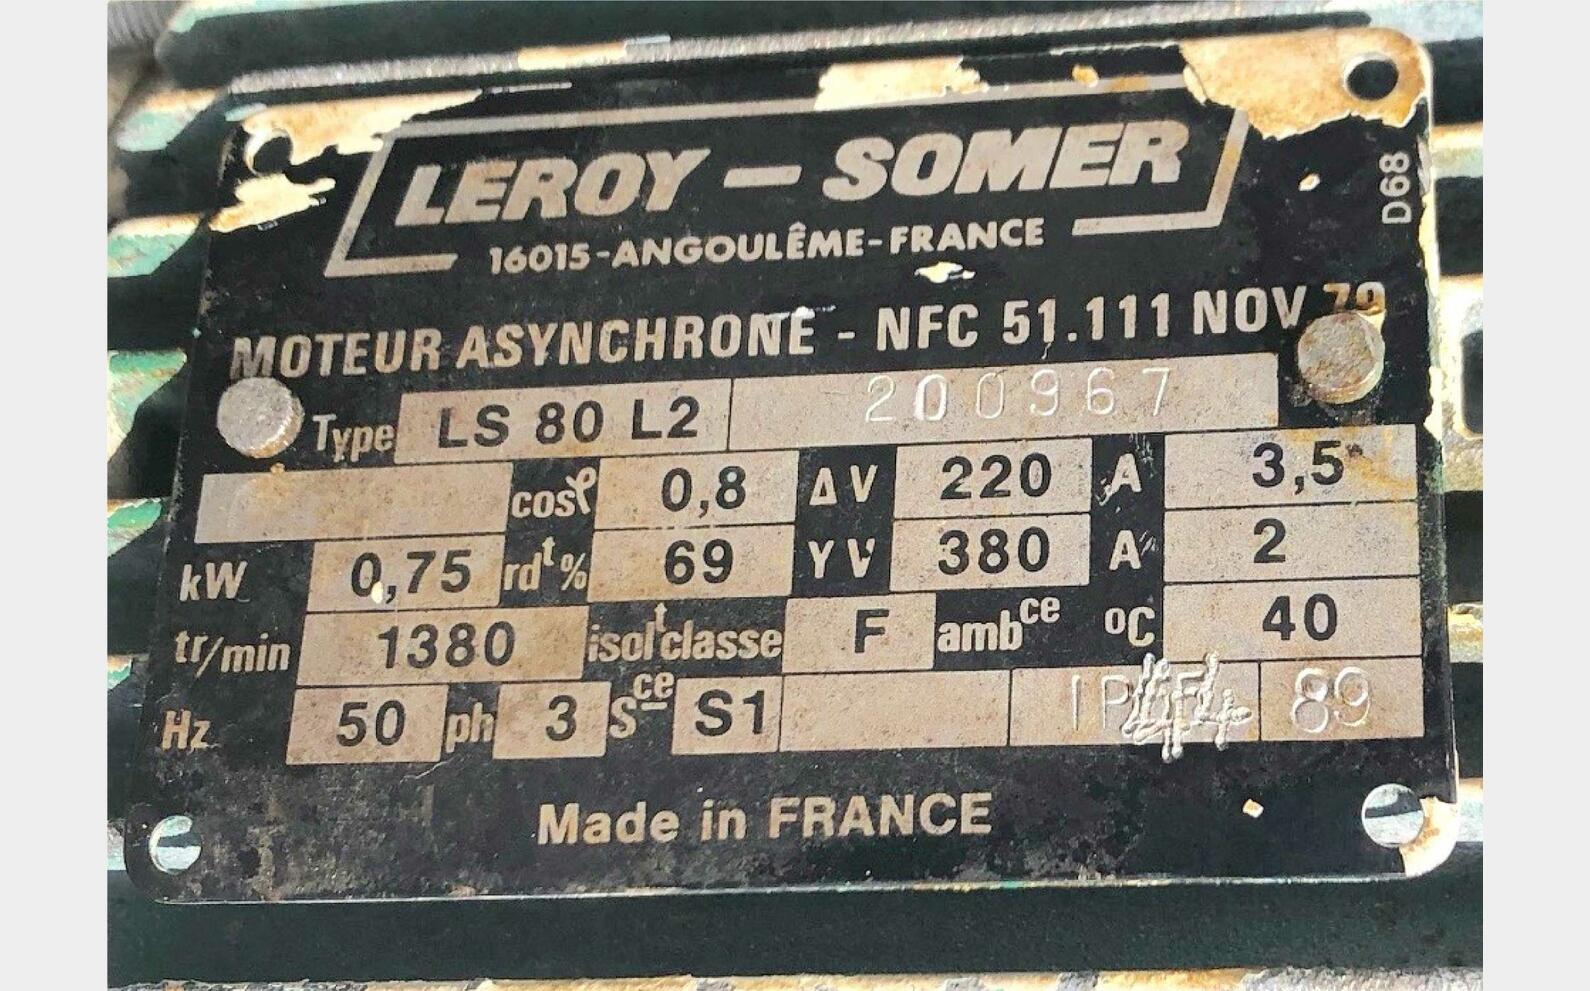 LEROY-SOMER
16015-ANGOULÊME-FRANCE
D68
MOTEUR ASYNCHRONE - NFC 51.111 NOV 79
Type LS 80 L2 200967
cosφ 0,8 Δ V 220 A 3,5
kW 0,75 rdt% 69 Y V 380 A 2
tr/min 1380 isolt classe F ambce °C 40
Hz 50 ph 3 Sce S1 IP 89
Made in FRANCE